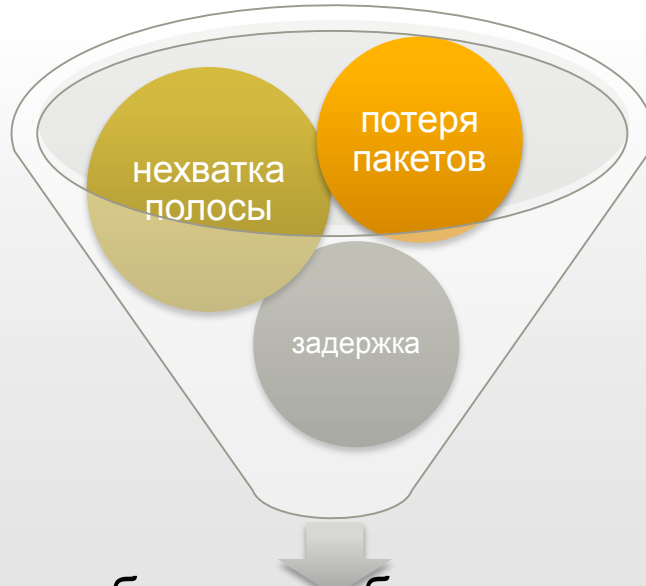 потеря
пакетов
нехватка
полосы
задержка